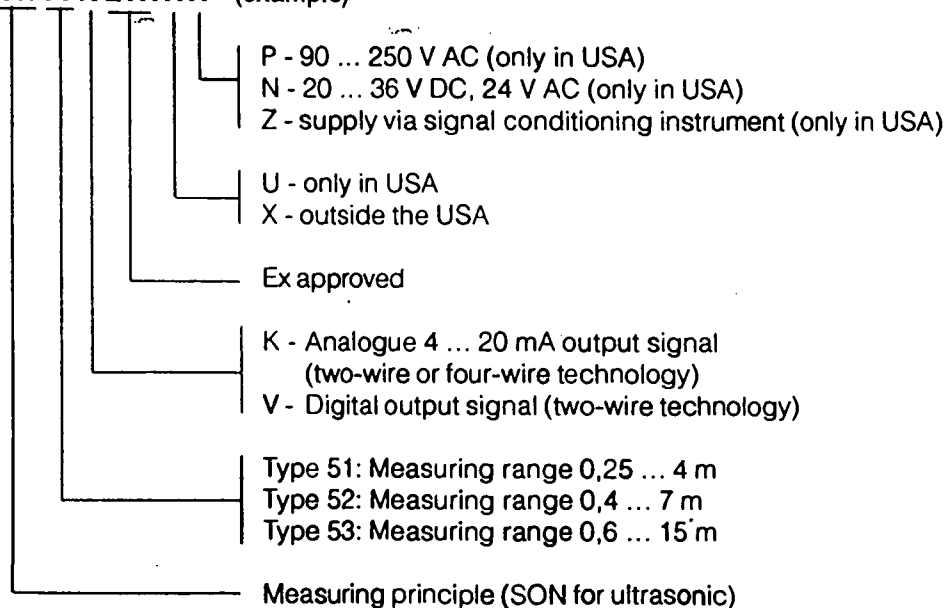 (example)
P - 90 ... 250 V AC (only in USA)
N - 20 ... 36 V DC, 24 V AC (only in USA)
Z - supply via signal conditioning instrument (only in USA)
U - only in USA
X - outside the USA
Ex approved
K - Analogue 4 ... 20 mA output signal
(two-wire or four-wire technology)
V - Digital output signal (two-wire technology)
Type 51: Measuring range 0,25 ... 4 m
Type 52: Measuring range 0,4 ... 7 m
Type 53: Measuring range 0,6 ... 15 m
Measuring principle (SON for ultrasonic)